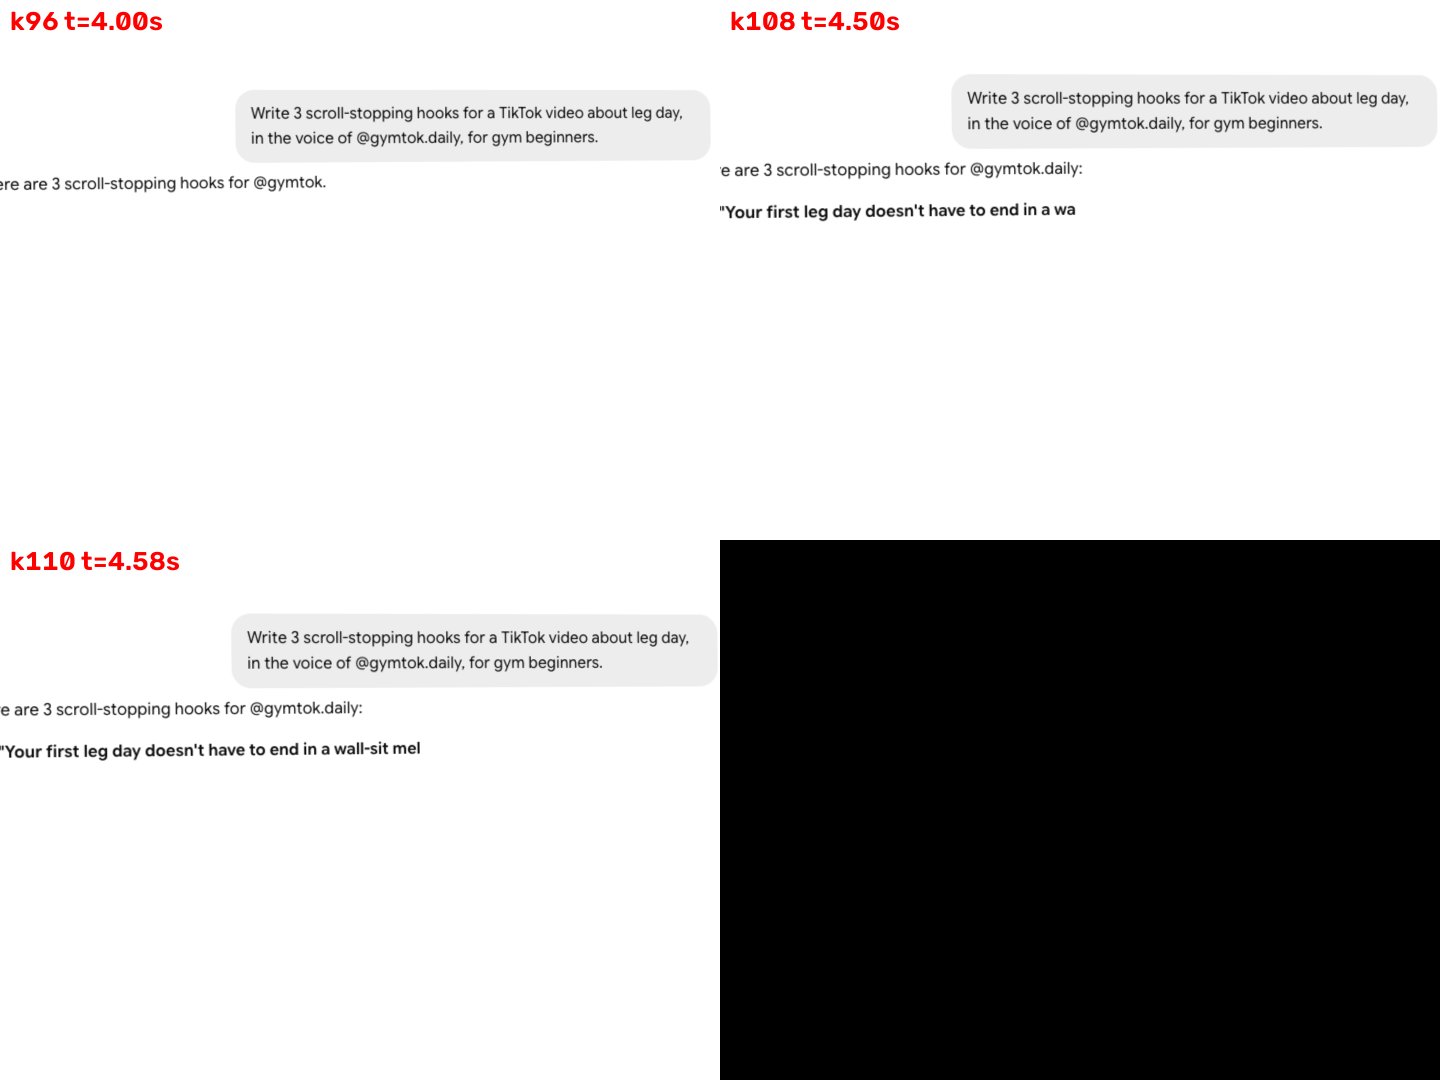 k96 t=4.00s
Write 3 scroll-stopping hooks for a TikTok video about leg day,
in the voice of @gymtok.daily, for gym beginners.
ere are 3 scroll-stopping hooks for @gymtok.
k108 t=4.50s
Write 3 scroll-stopping hooks for a TikTok video about leg day,
in the voice of @gymtok.daily, for gym beginners.
e are 3 scroll-stopping hooks for @gymtok.daily:
"Your first leg day doesn't have to end in a wa
k110 t=4.58s
Write 3 scroll-stopping hooks for a TikTok video about leg day,
in the voice of @gymtok.daily, for gym beginners.
e are 3 scroll-stopping hooks for @gymtok.daily:
"Your first leg day doesn't have to end in a wall-sit mel